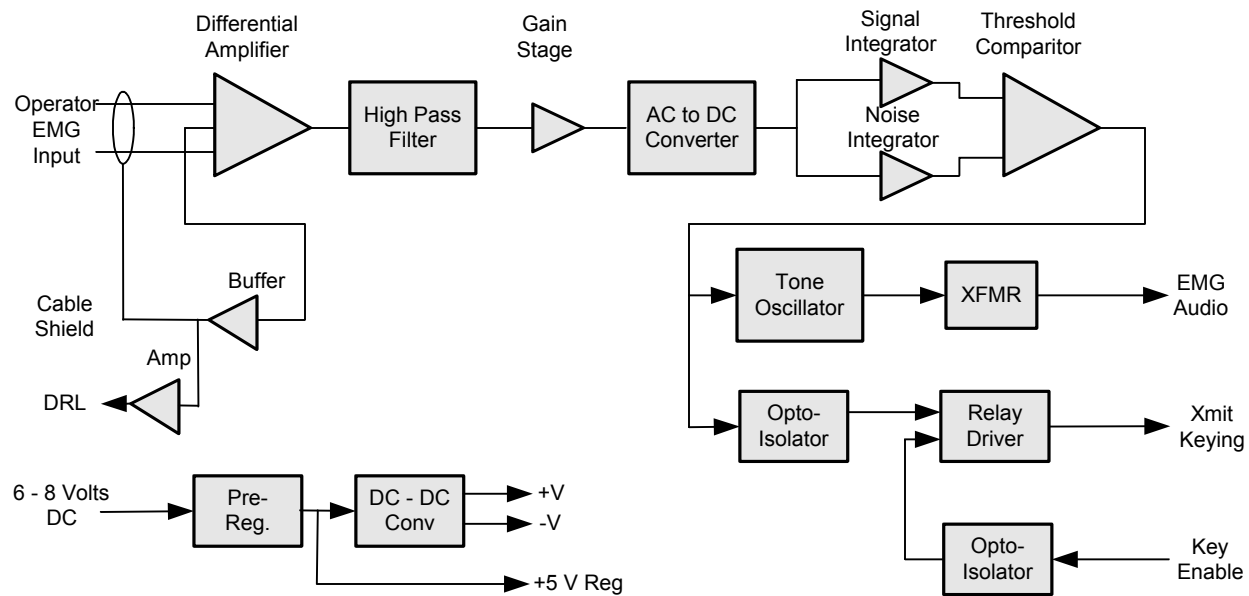 Differential
Amplifier
Gain
Stage
Signal
Integrator
Threshold
Comparitor
Operator
EMG
Input
High Pass
Filter
AC to DC
Converter
Noise
Integrator
Buffer
Cable
Shield
Amp
DRL
Tone
Oscillator
XFMR
EMG
Audio
Opto-
Isolator
Relay
Driver
Xmit
Keying
6 - 8 Volts
DC
Pre-
Reg.
DC - DC
Conv
+V
-V
+5 V Reg
Opto-
Isolator
Key
Enable